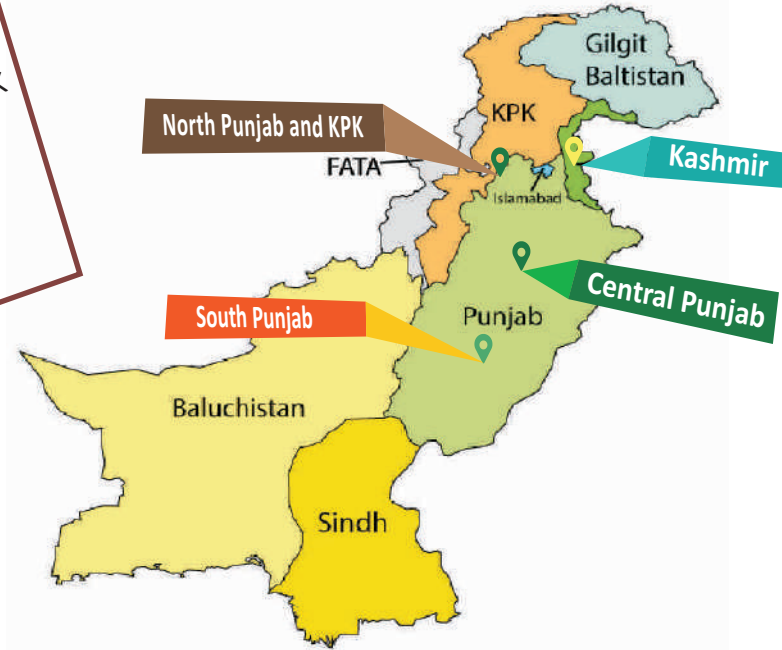 Gilgit
Baltistan
KPK
North Punjab and KPK
FATA
Kashmir
Islamabad
Central Punjab
South Punjab
Punjab
Baluchistan
Sindh